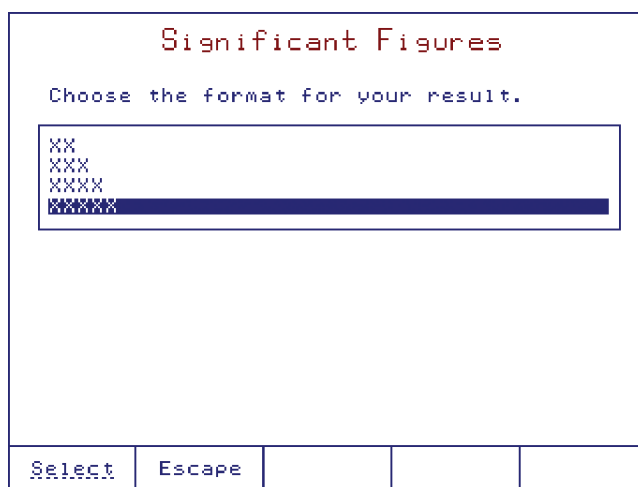 Significant Figures
Choose the format for your result.
XX
XXX
XXXX
XXXXX
Select Escape